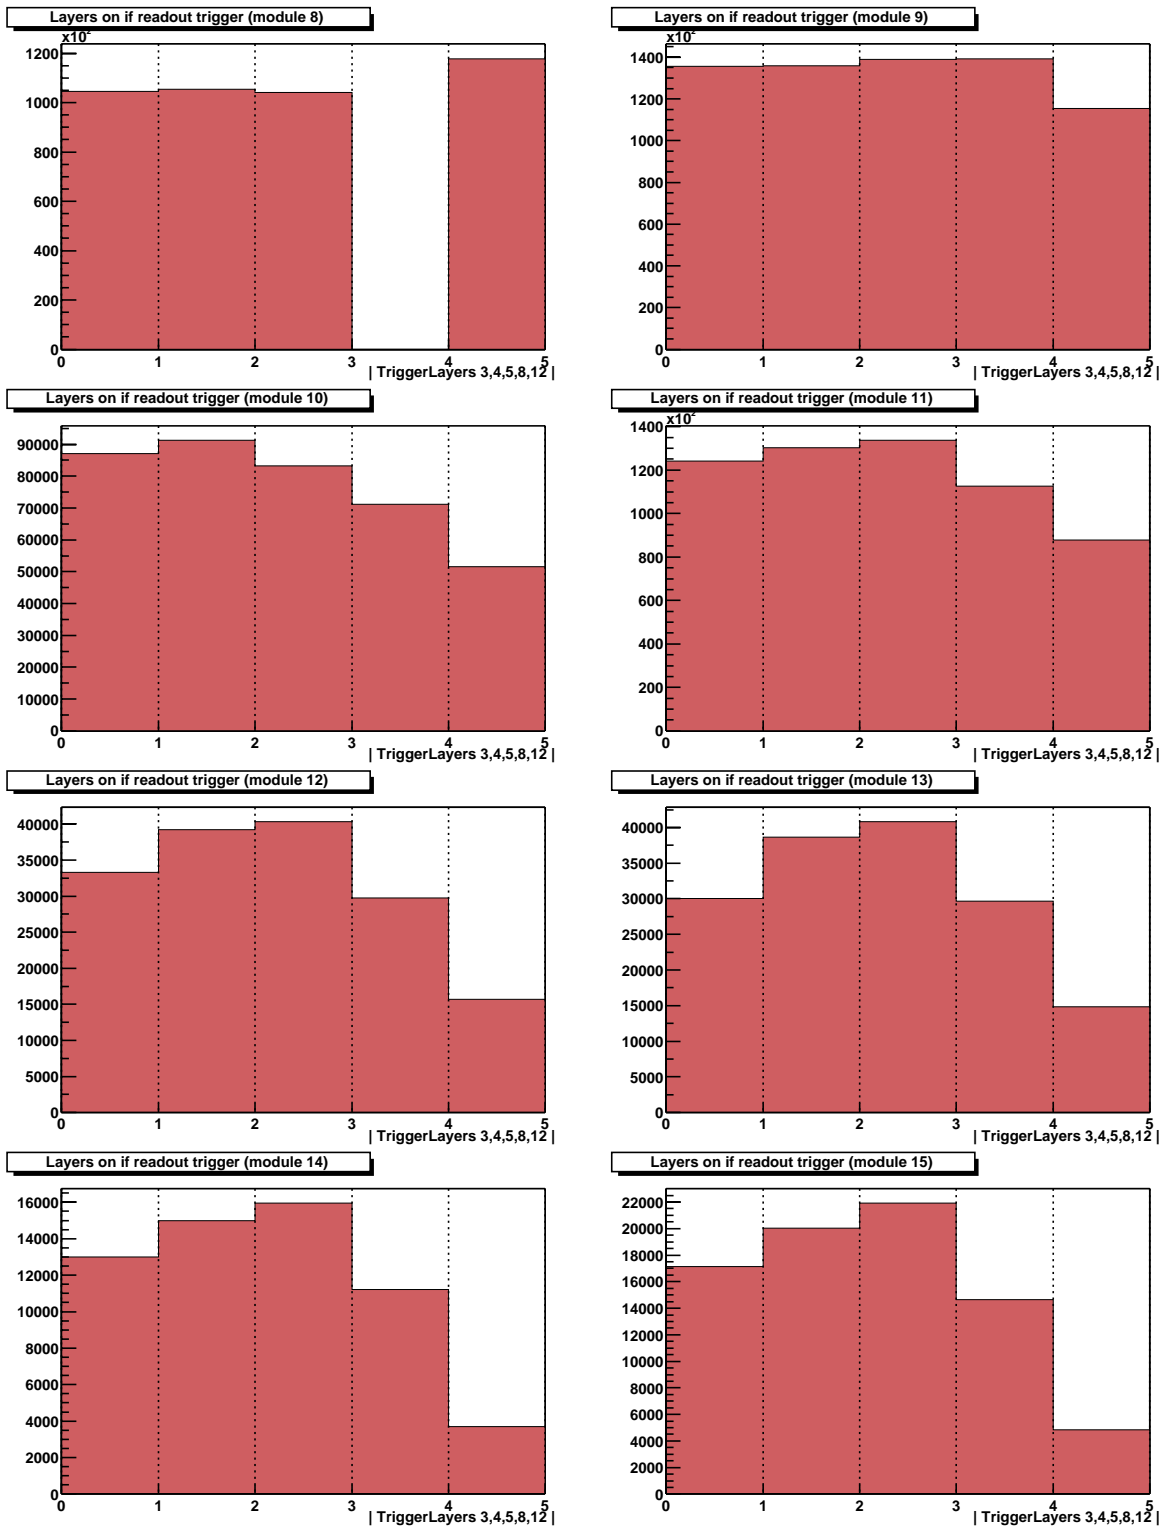 Layers on if readout trigger (module 8)
x10²
1200
1000
800
600
400
200
0
0 1 2 3 4 5
| TriggerLayers 3,4,5,8,12 |
Layers on if readout trigger (module 9)
x10²
1400
1200
1000
800
600
400
200
0
0 1 2 3 4 5
| TriggerLayers 3,4,5,8,12 |
Layers on if readout trigger (module 10)
90000
80000
70000
60000
50000
40000
30000
20000
10000
0
0 1 2 3 4 5
| TriggerLayers 3,4,5,8,12 |
Layers on if readout trigger (module 11)
x10²
1400
1200
1000
800
600
400
200
0
0 1 2 3 4 5
| TriggerLayers 3,4,5,8,12 |
Layers on if readout trigger (module 12)
40000
35000
30000
25000
20000
15000
10000
5000
0
0 1 2 3 4 5
| TriggerLayers 3,4,5,8,12 |
Layers on if readout trigger (module 13)
40000
35000
30000
25000
20000
15000
10000
5000
0
0 1 2 3 4 5
| TriggerLayers 3,4,5,8,12 |
Layers on if readout trigger (module 14)
16000
14000
12000
10000
8000
6000
4000
2000
0
0 1 2 3 4 5
| TriggerLayers 3,4,5,8,12 |
Layers on if readout trigger (module 15)
22000
20000
18000
16000
14000
12000
10000
8000
6000
4000
2000
0
0 1 2 3 4 5
| TriggerLayers 3,4,5,8,12 |